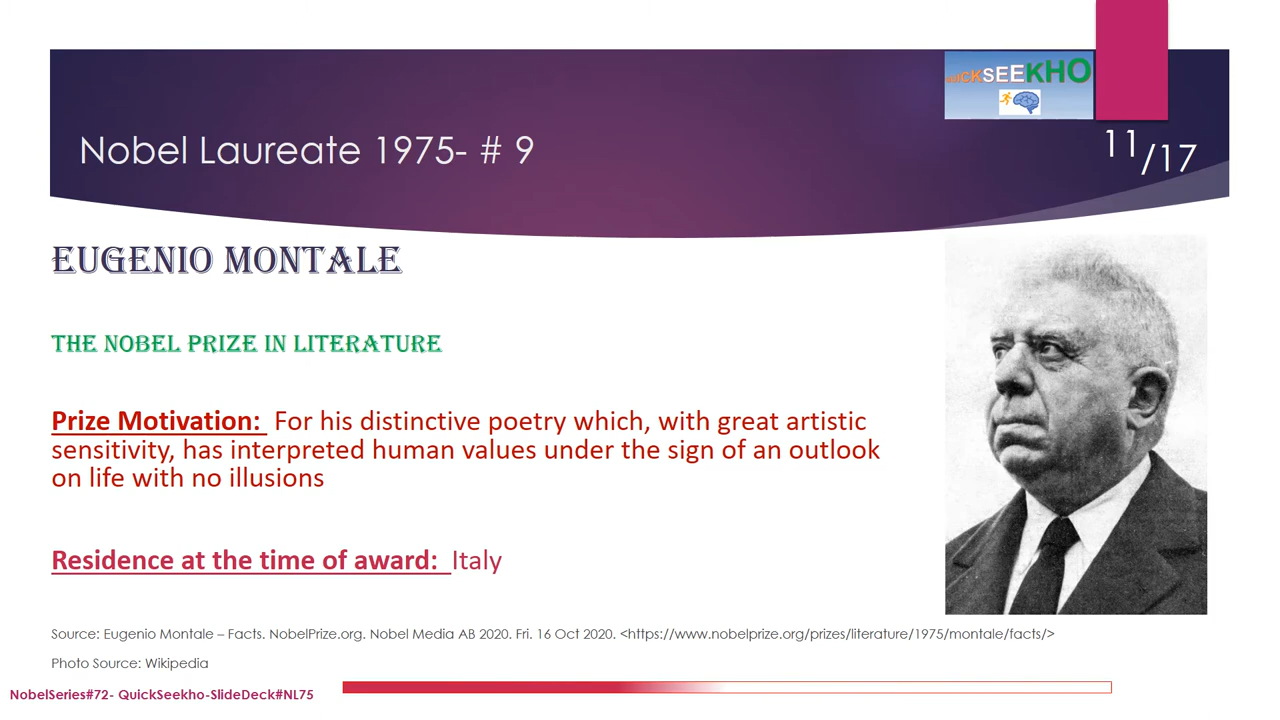 QUICKSEEKHO
Nobel Laureate 1975- # 9
11/17
EUGENIO MONTALE
THE NOBEL PRIZE IN LITERATURE
Prize Motivation: For his distinctive poetry which, with great artistic
sensitivity, has interpreted human values under the sign of an outlook
on life with no illusions
Residence at the time of award: Italy
Source: Eugenio Montale – Facts. NobelPrize.org. Nobel Media AB 2020. Fri. 16 Oct 2020. <https://www.nobelprize.org/prizes/literature/1975/montale/facts/>
Photo Source: Wikipedia
NobelSeries#72- QuickSeekho-SlideDeck#NL75